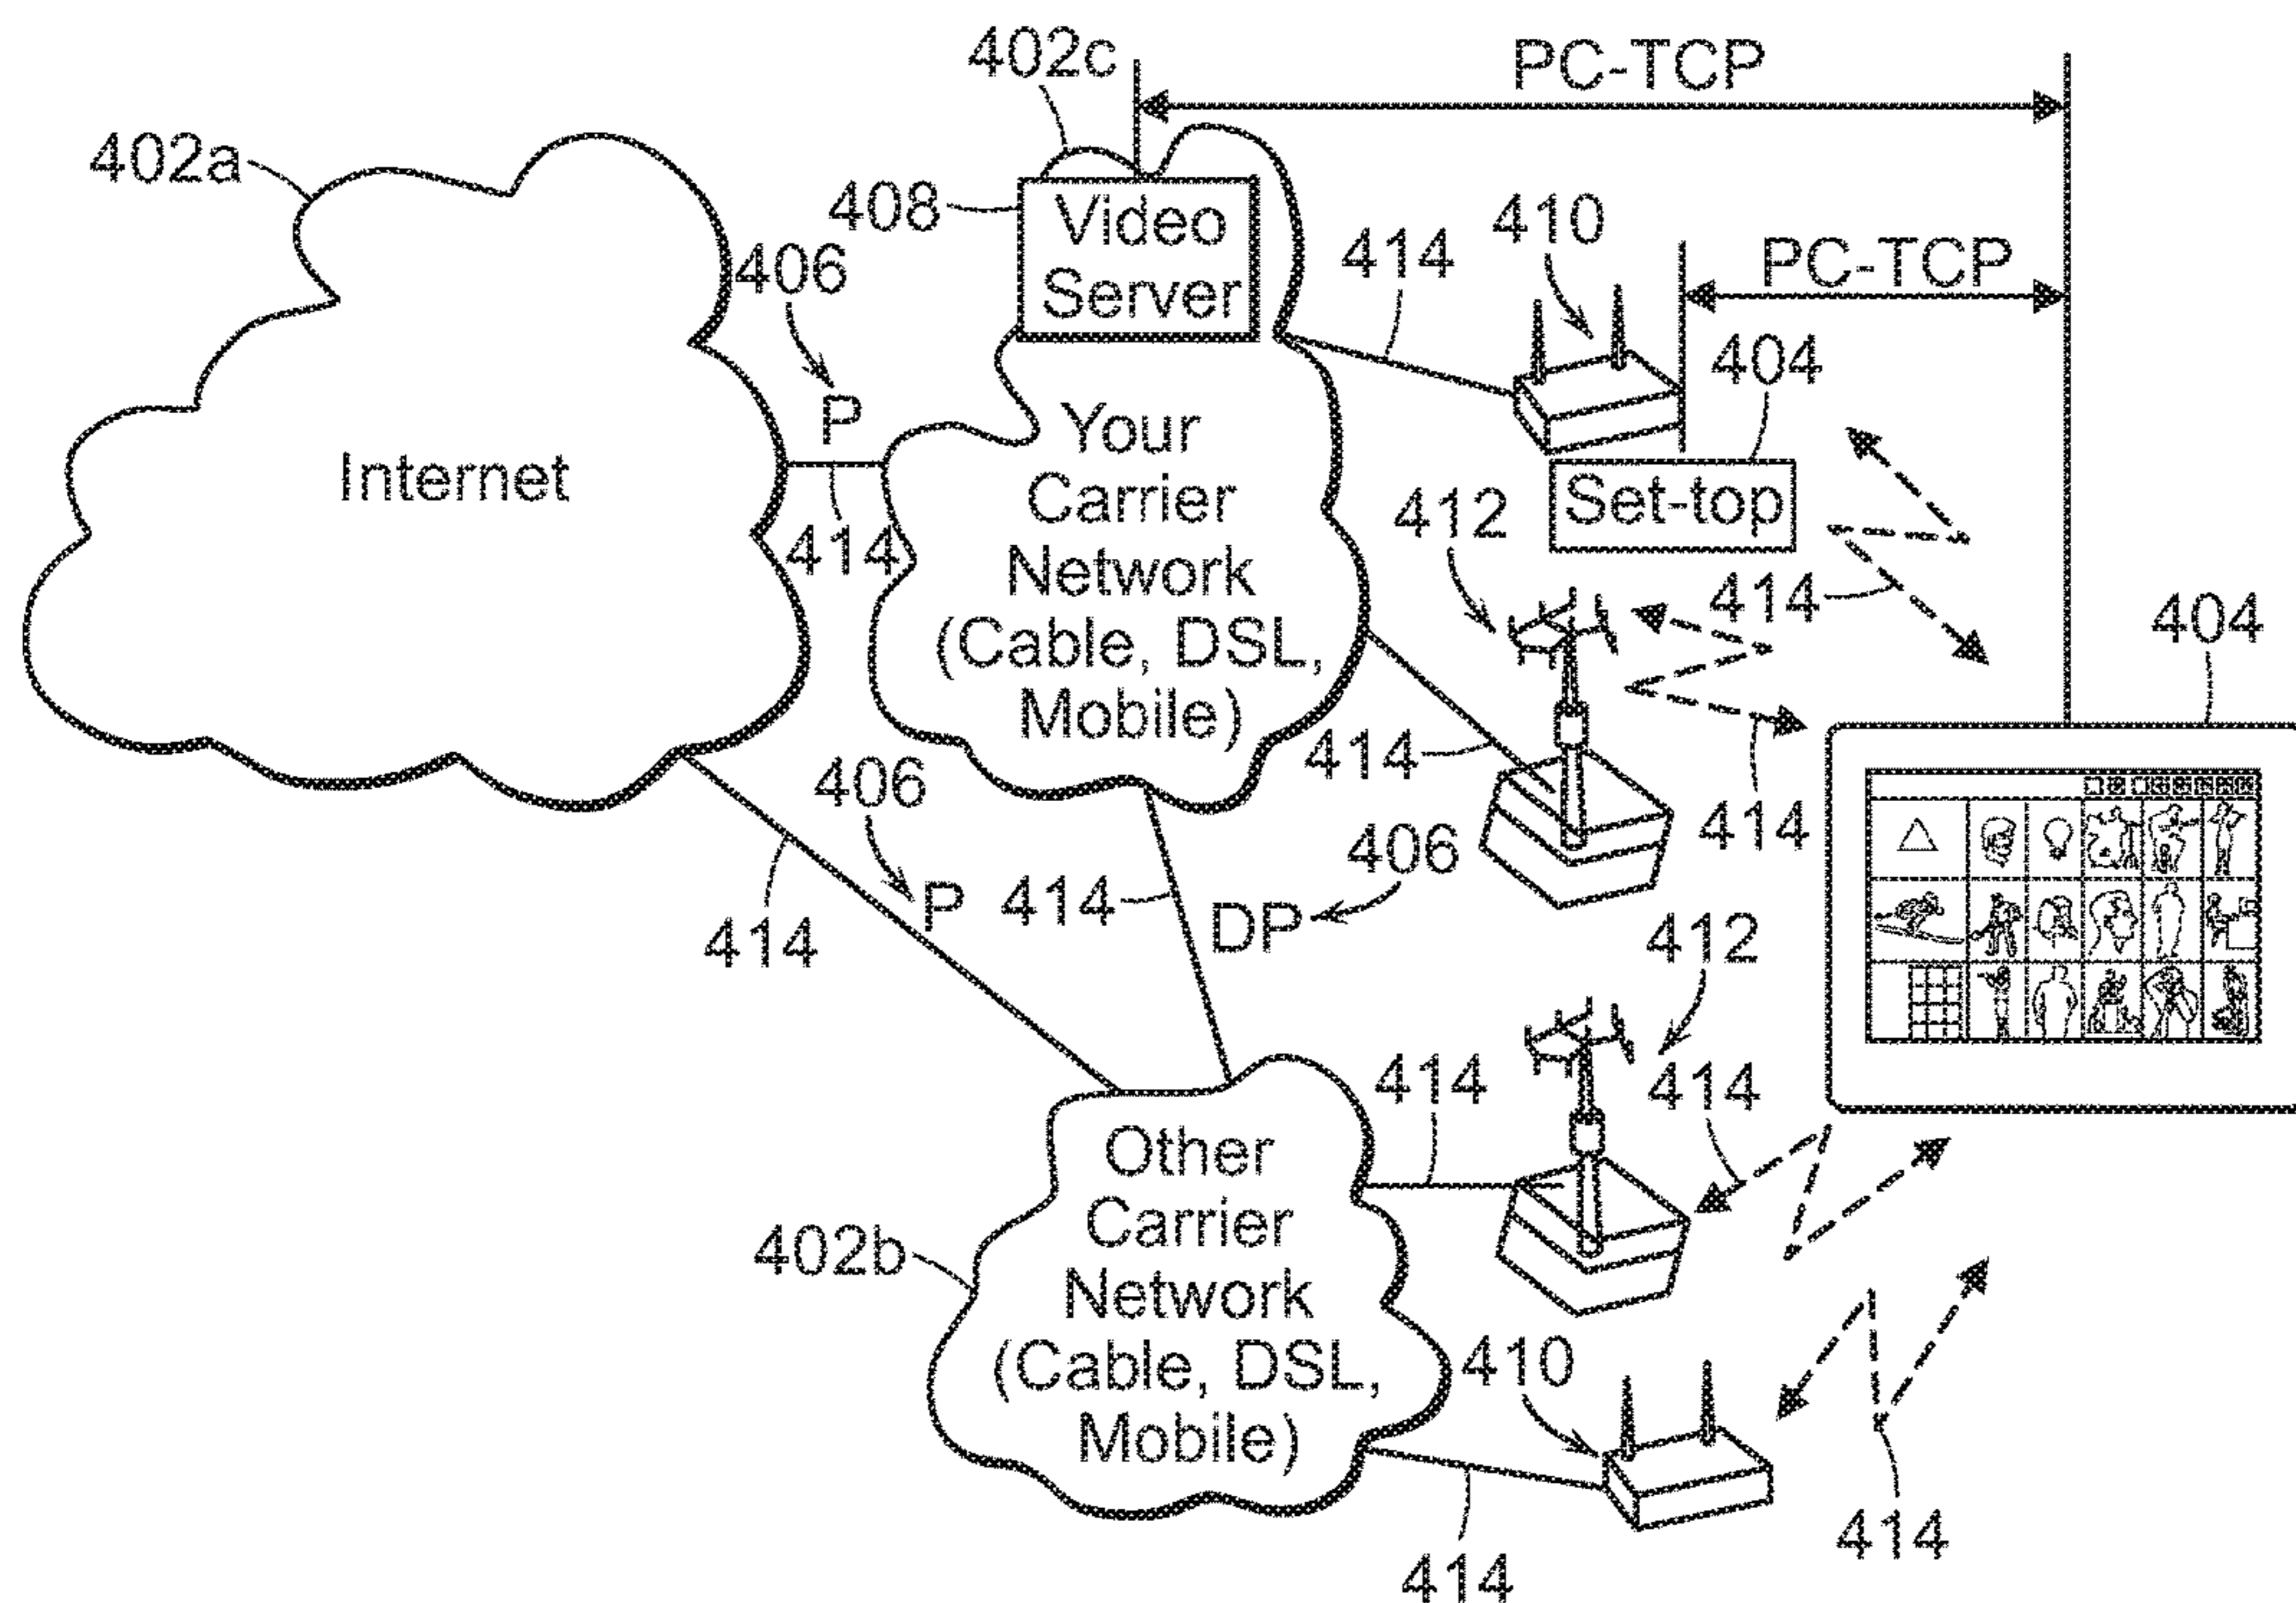 402c
PC-TCP
402a
408
Video
Server
410
414
PC-TCP
406
404
P
Internet
Your
Carrier
Network
(Cable, DSL,
Mobile)
414
Set-top
412
414
404
414
414
406
P
414
414
DP
406
412
414
414
Other
Carrier
Network
(Cable, DSL,
Mobile)
402b
410
414
414